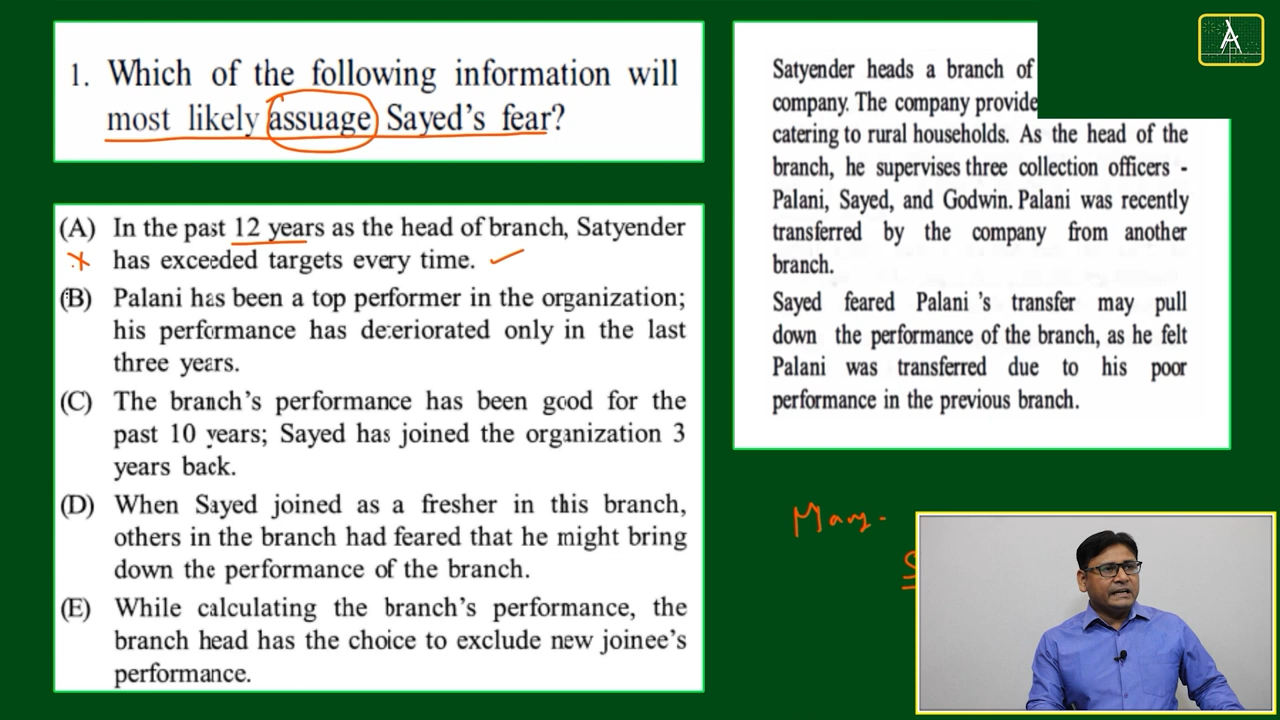 1. Which of the following information will
most likely assuage Sayed's fear?
(A) In the past 12 years as the head of branch, Satyender
has exceeded targets every time.
(B) Palani has been a top performer in the organization;
his performance has deteriorated only in the last
three years.
(C) The branch's performance has been good for the
past 10 years; Sayed has joined the organization 3
years back.
(D) When Sayed joined as a fresher in this branch,
others in the branch had feared that he might bring
down the performance of the branch.
(E) While calculating the branch's performance, the
branch head has the choice to exclude new joinee's
performance.
Satyender heads a branch of
company. The company provide
catering to rural households. As the head of the
branch, he supervises three collection officers -
Palani, Sayed, and Godwin. Palani was recently
transferred by the company from another
branch.
Sayed feared Palani 's transfer may pull
down the performance of the branch, as he felt
Palani was transferred due to his poor
performance in the previous branch.
A